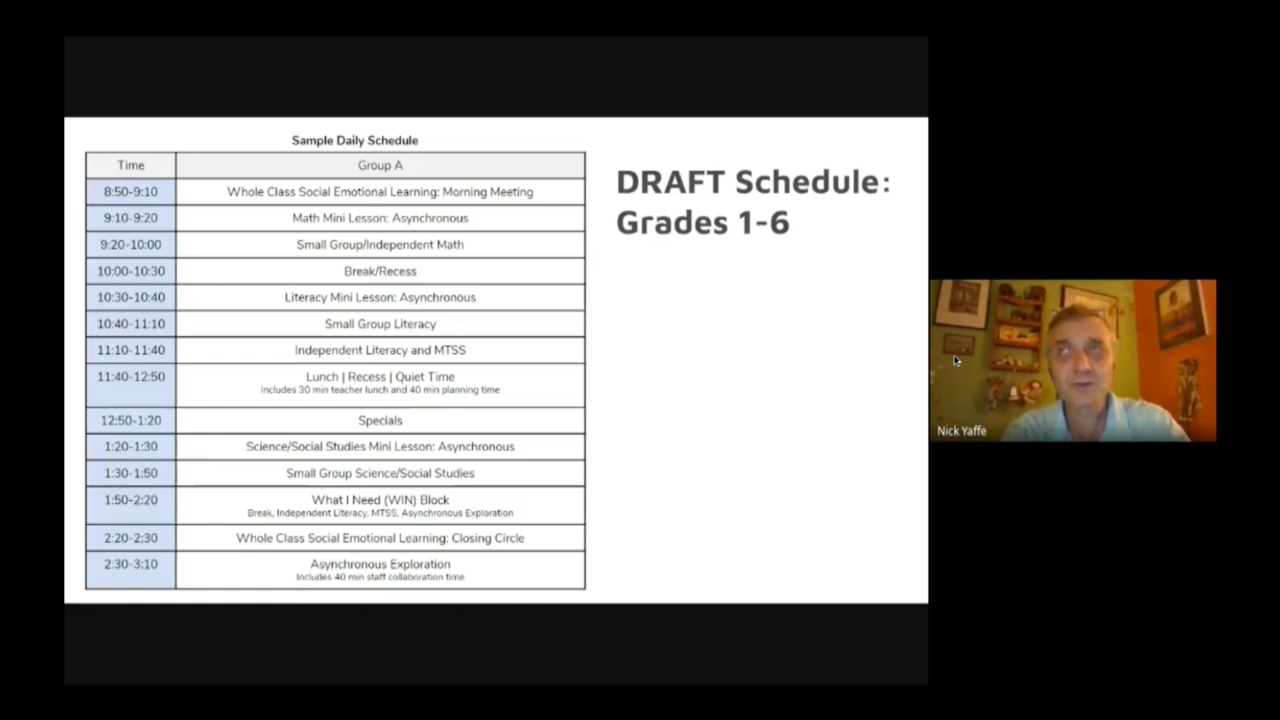 Sample Daily Schedule
Time Group A
8:50-9:10 Whole Class Social Emotional Learning: Morning Meeting
9:10-9:20 Math Mini Lesson: Asynchronous
9:20-10:00 Small Group/Independent Math
10:00-10:30 Break/Recess
10:30-10:40 Literacy Mini Lesson: Asynchronous
10:40-11:10 Small Group Literacy
11:10-11:40 Independent Literacy and MTSS
11:40-12:50 Lunch | Recess | Quiet Time
Includes 30 min teacher lunch and 40 min planning time
12:50-1:20 Specials
1:20-1:30 Science/Social Studies Mini Lesson: Asynchronous
1:30-1:50 Small Group Science/Social Studies
1:50-2:20 What I Need (WIN) Block
Break, Independent Literacy, MTSS, Asynchronous Exploration
2:20-2:30 Whole Class Social Emotional Learning: Closing Circle
2:30-3:10 Asynchronous Exploration
Includes 40 min staff collaboration time
DRAFT Schedule:
Grades 1-6
Nick Yaffe